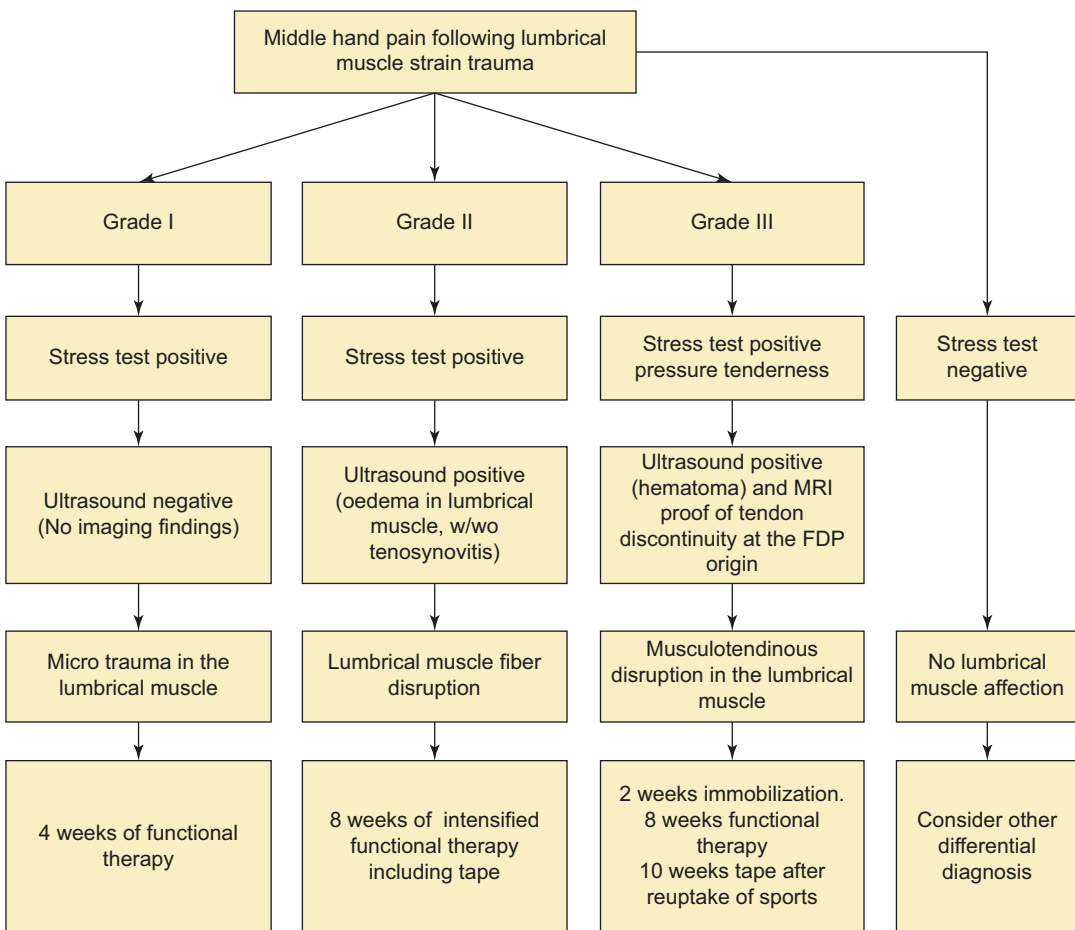 Middle hand pain following lumbrical
muscle strain trauma
Grade I
Grade II
Grade III
Stress test positive
Stress test positive
Stress test positive
pressure tenderness
Stress test
negative
Ultrasound negative
(No imaging findings)
Ultrasound positive
(oedema in lumbrical
muscle, w/wo
tenosynovitis)
Ultrasound positive
(hematoma) and MRI
proof of tendon
discontinuity at the FDP
origin
Micro trauma in the
lumbrical muscle
Lumbrical muscle fiber
disruption
Musculotendinous
disruption in the lumbrical
muscle
No lumbrical
muscle affection
4 weeks of functional
therapy
8 weeks of intensified
functional therapy
including tape
2 weeks immobilization.
8 weeks functional
therapy
10 weeks tape after
reuptake of sports
Consider other
differential
diagnosis